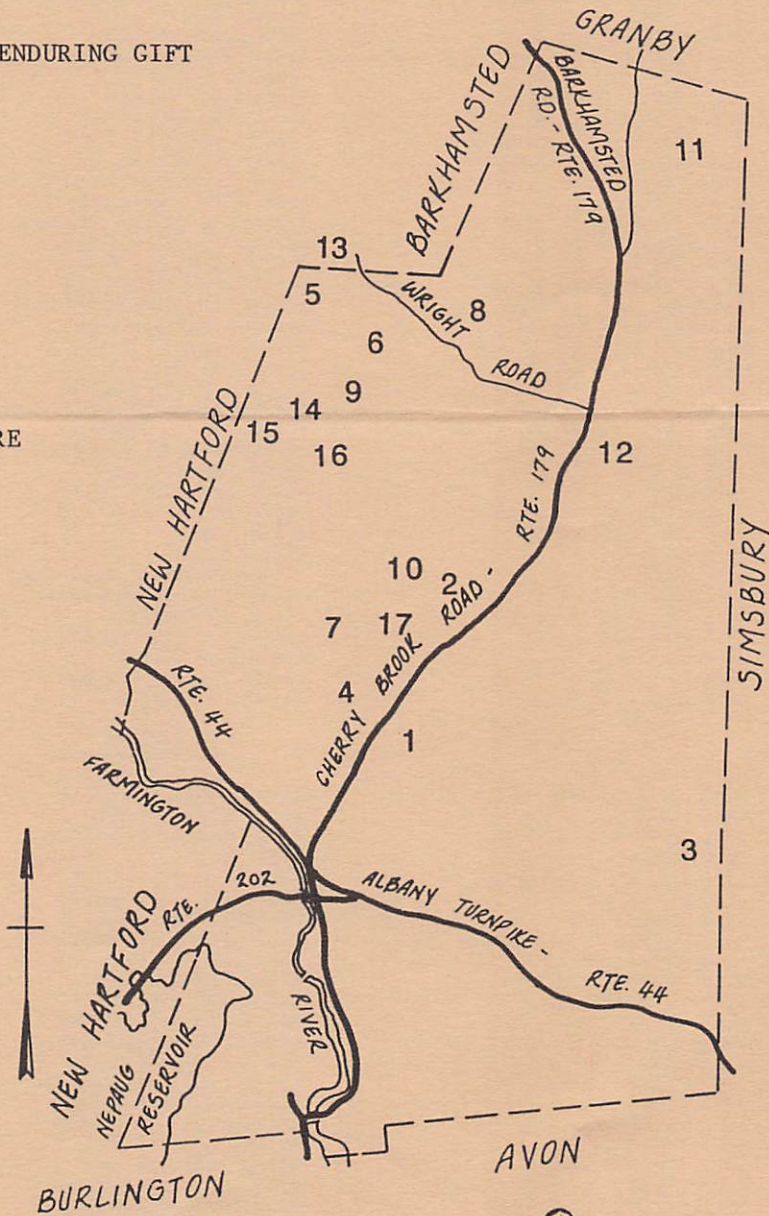 ENDURING GIFT
GRANBY
BARKHAMSTED
BARKHAMSTED
RD. - RTE. 179
11
13
5
WRIGHT
ROAD
8
6
9
14
15
16
NEW HARTFORD
RE
12
RTE. 179
SIMSBURY
10
2
7
17
CHERRY BROOK ROAD -
4
1
RTE. 44
FARMINGTON
3
202
RTE.
ALBANY TURNPIKE -
RTE. 44
NEW HARTFORD
RIVER
NEPAUG
RESERVOIR
AVON
BURLINGTON